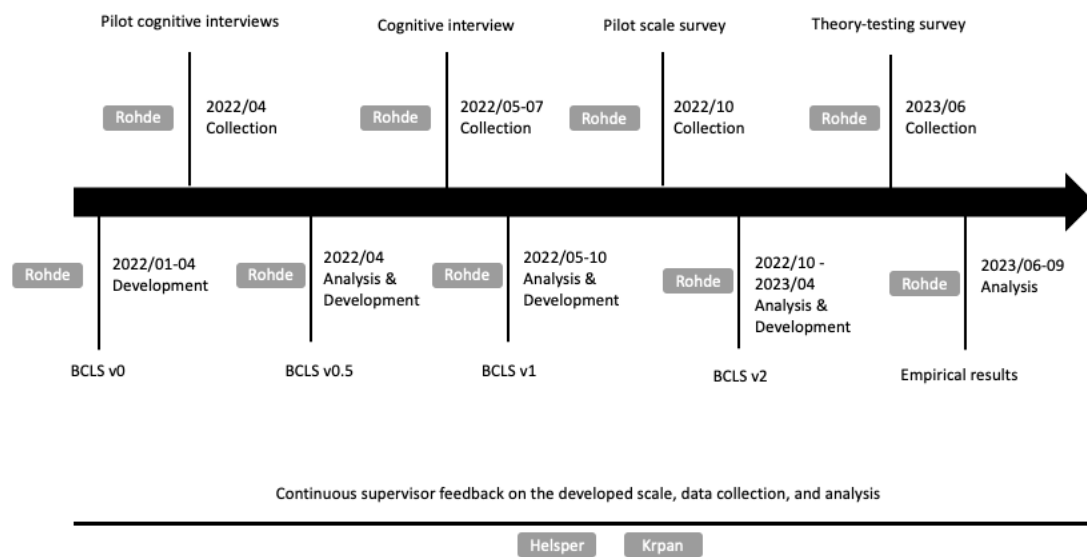 Pilot cognitive interviews
Cognitive interview
Pilot scale survey
Theory-testing survey
Rohde
2022/04
Collection
Rohde
2022/05-07
Collection
Rohde
2022/10
Collection
Rohde
2023/06
Collection
Rohde
2022/01-04
Development
Rohde
2022/04
Analysis &
Development
Rohde
2022/05-10
Analysis &
Development
Rohde
2022/10 -
2023/04
Analysis &
Development
Rohde
2023/06-09
Analysis
BCLS v0
BCLS v0.5
BCLS v1
BCLS v2
Empirical results
Continuous supervisor feedback on the developed scale, data collection, and analysis
Helsper
Krpan